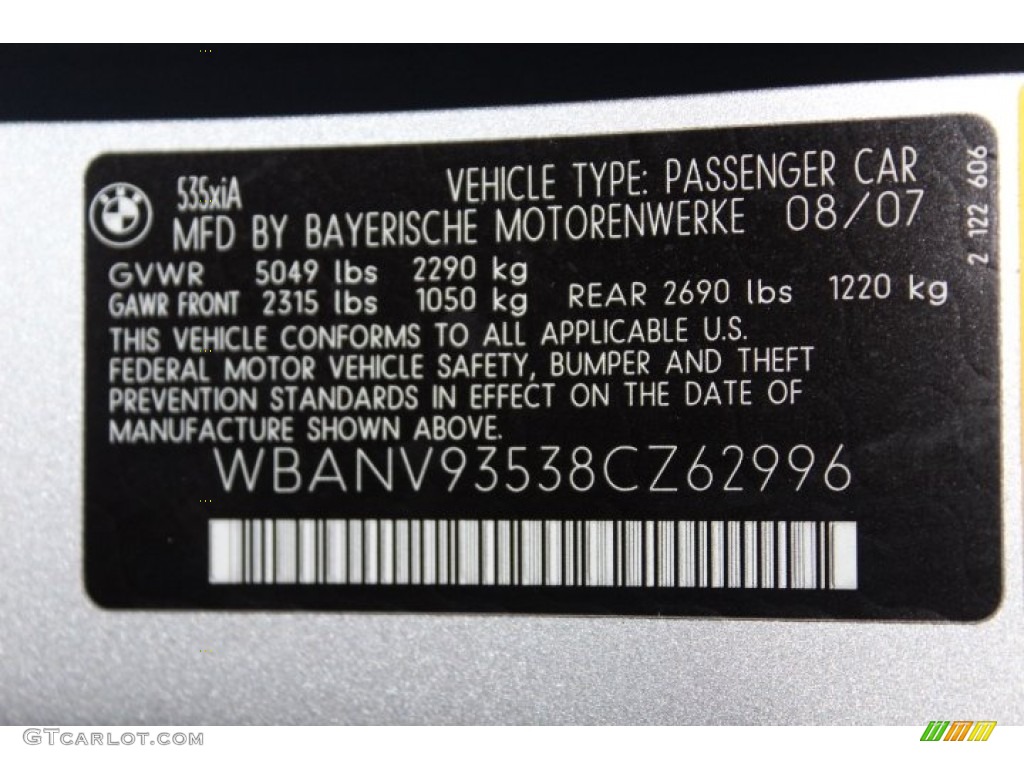 535xiA
VEHICLE TYPE: PASSENGER CAR
MFD BY BAYERISCHE MOTORENWERKE 08/07
GVWR 5049 lbs 2290 kg
GAWR FRONT 2315 lbs 1050 kg REAR 2690 lbs 1220 kg
THIS VEHICLE CONFORMS TO ALL APPLICABLE U.S.
FEDERAL MOTOR VEHICLE SAFETY, BUMPER AND THEFT
PREVENTION STANDARDS IN EFFECT ON THE DATE OF
MANUFACTURE SHOWN ABOVE.
WBANV93538CZ62996
2 122 606
GTcarlot.com